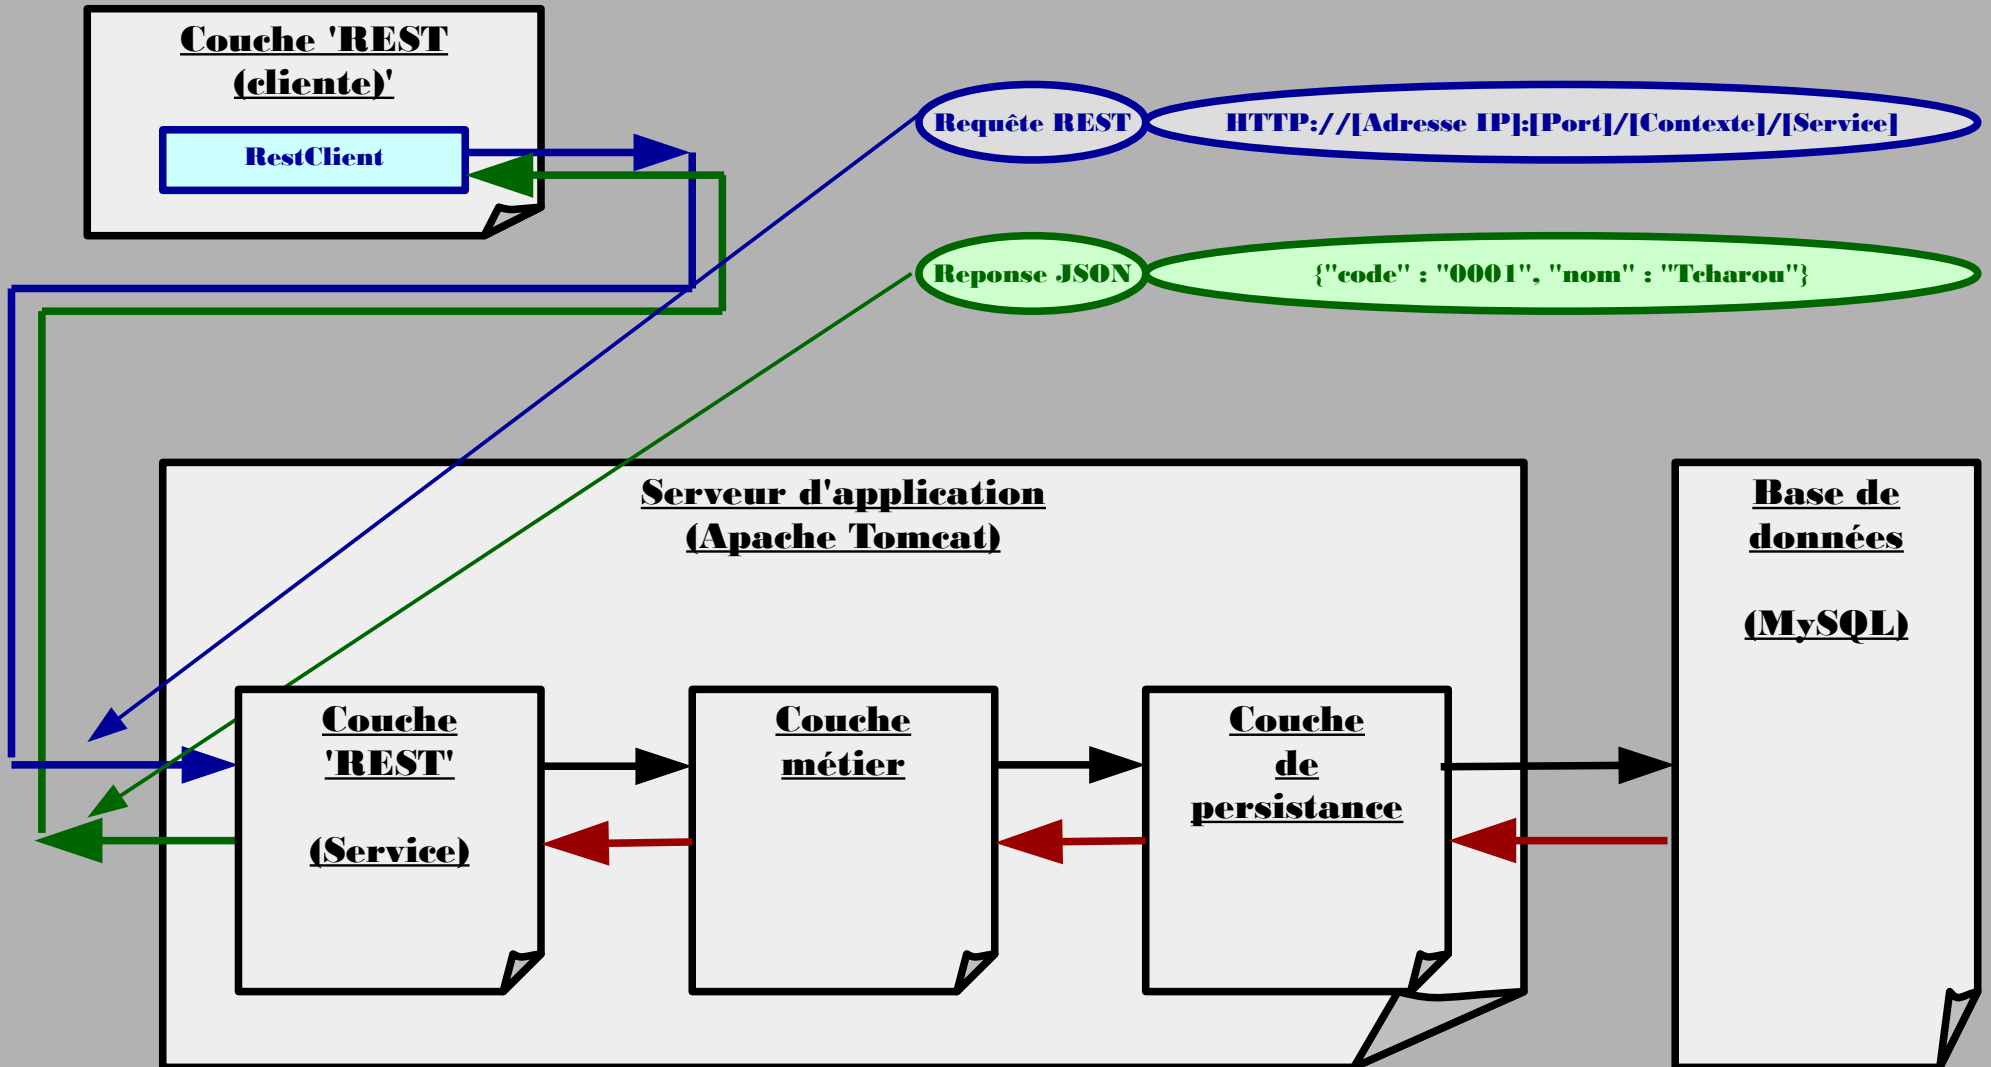 Couche 'REST
(cliente)'
RestClient
Requête REST
HTTP://[Adresse IP]:[Port]/[Contexte]/[Service]
Reponse JSON
{"code" : "0001", "nom" : "Tcharou"}
Serveur d'application
(Apache Tomcat)
Base de
données
(MySQL)
Couche
'REST'
(Service)
Couche
métier
Couche
de
persistance